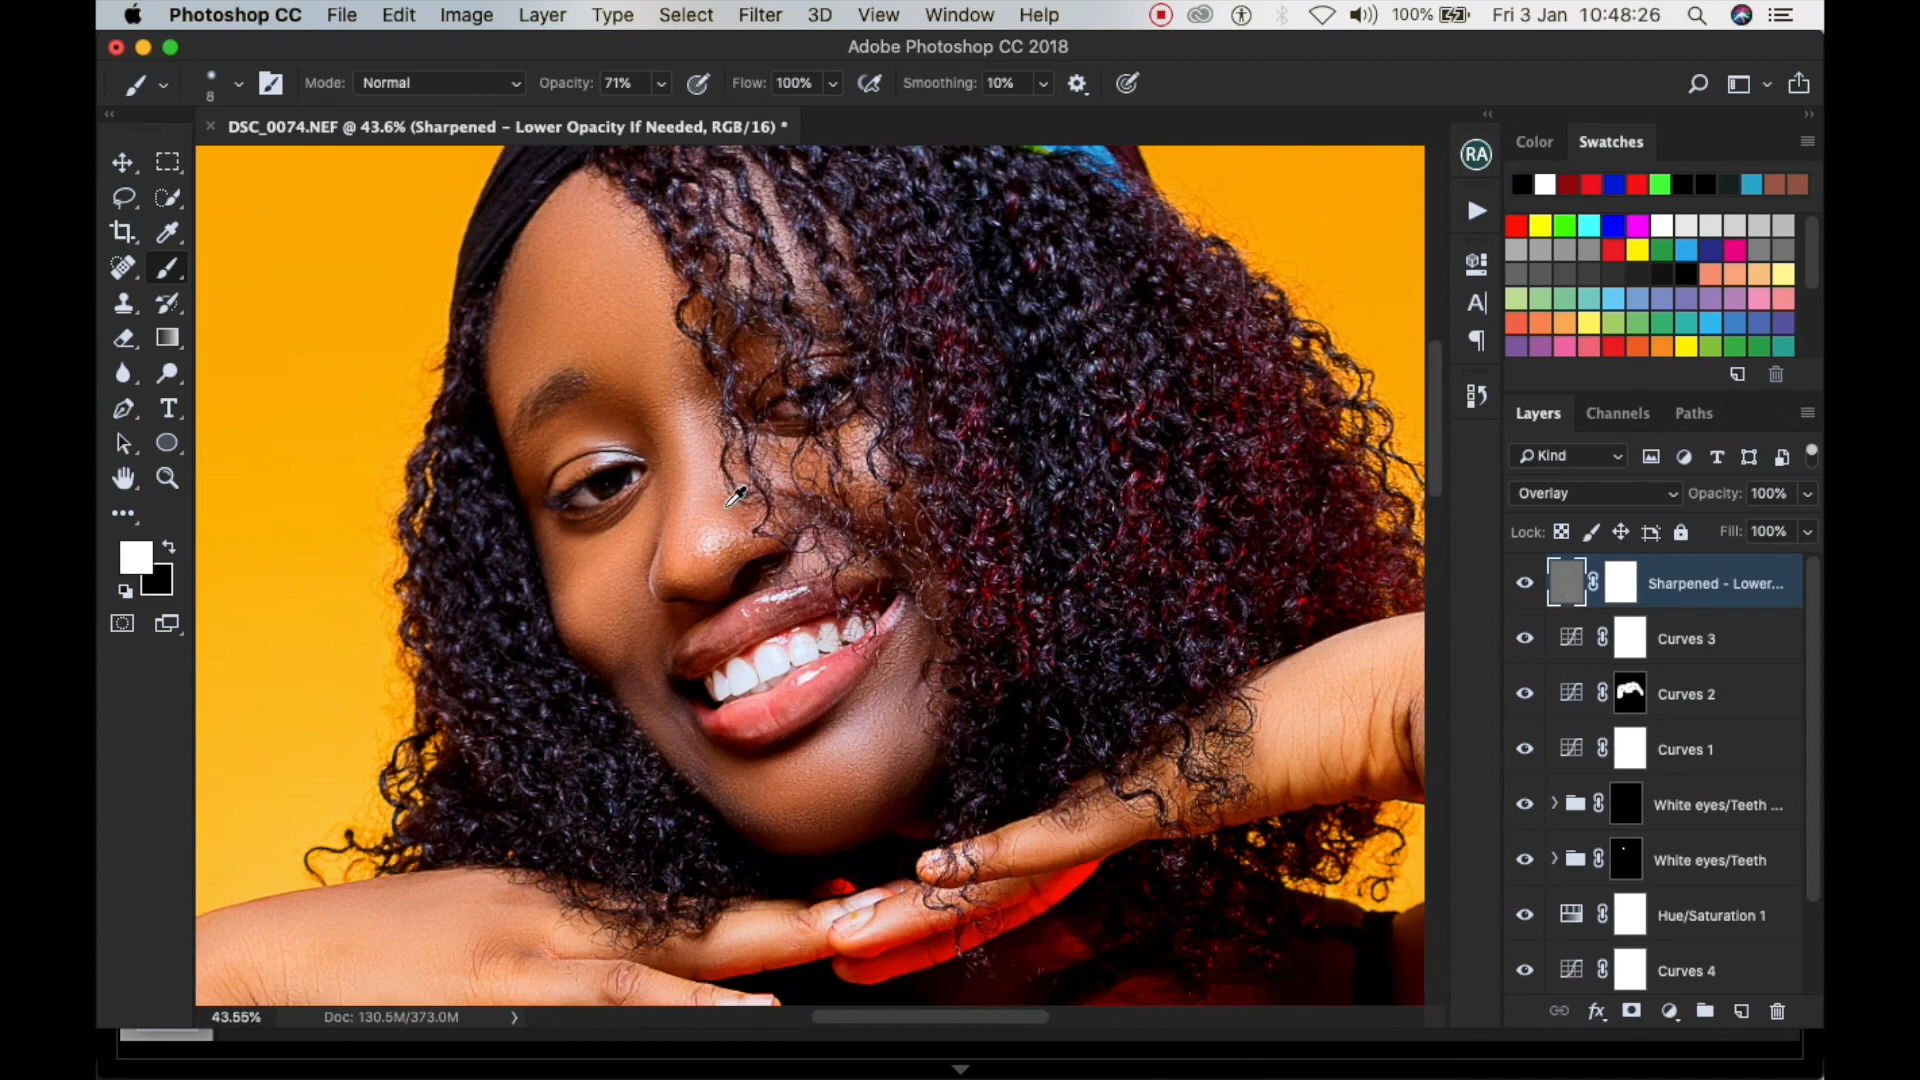 Photoshop CC File Edit Image Layer Type Select Filter 3D View Window Help 100% Fri 3 Jan 10:48:26
Adobe Photoshop CC 2018
8 Mode: Normal Opacity: 71% Flow: 100% Smoothing: 10%
DSC_0074.NEF @ 43.6% (Sharpened - Lower Opacity If Needed, RGB/16) *
RA
Color Swatches
Layers Channels Paths
Kind
Overlay Opacity: 100%
Lock: Fill: 100%
Sharpened - Lower...
Curves 3
Curves 2
Curves 1
White eyes/Teeth ...
White eyes/Teeth
Hue/Saturation 1
Curves 4
43.55% Doc: 130.5M/373.0M